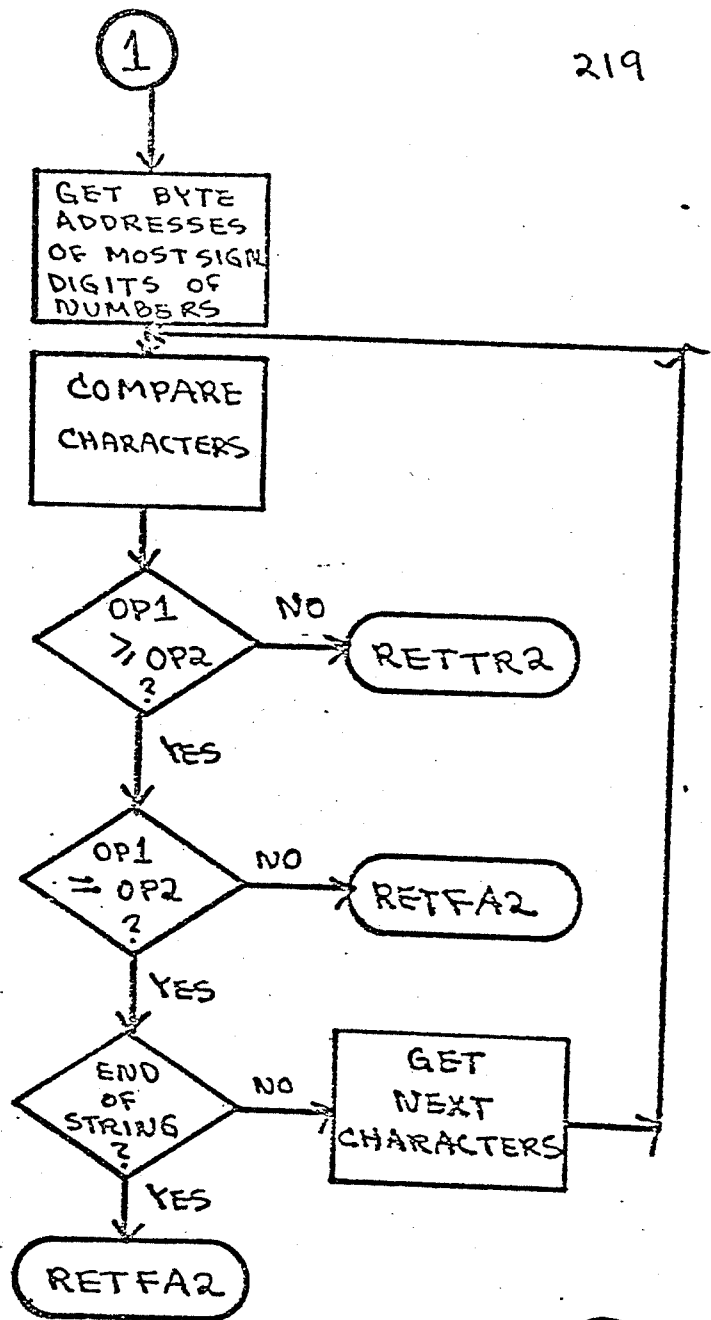 219
1
GET BYTE
ADDRESSES
OF MOST SIGN
DIGITS OF
NUMBERS
COMPARE
CHARACTERS
OP1
≥ OP2
?
NO
RETTR2
YES
OP1
= OP2
?
NO
RETFA2
YES
END
OF
STRING
?
NO
GET
NEXT
CHARACTERS
YES
RETFA2